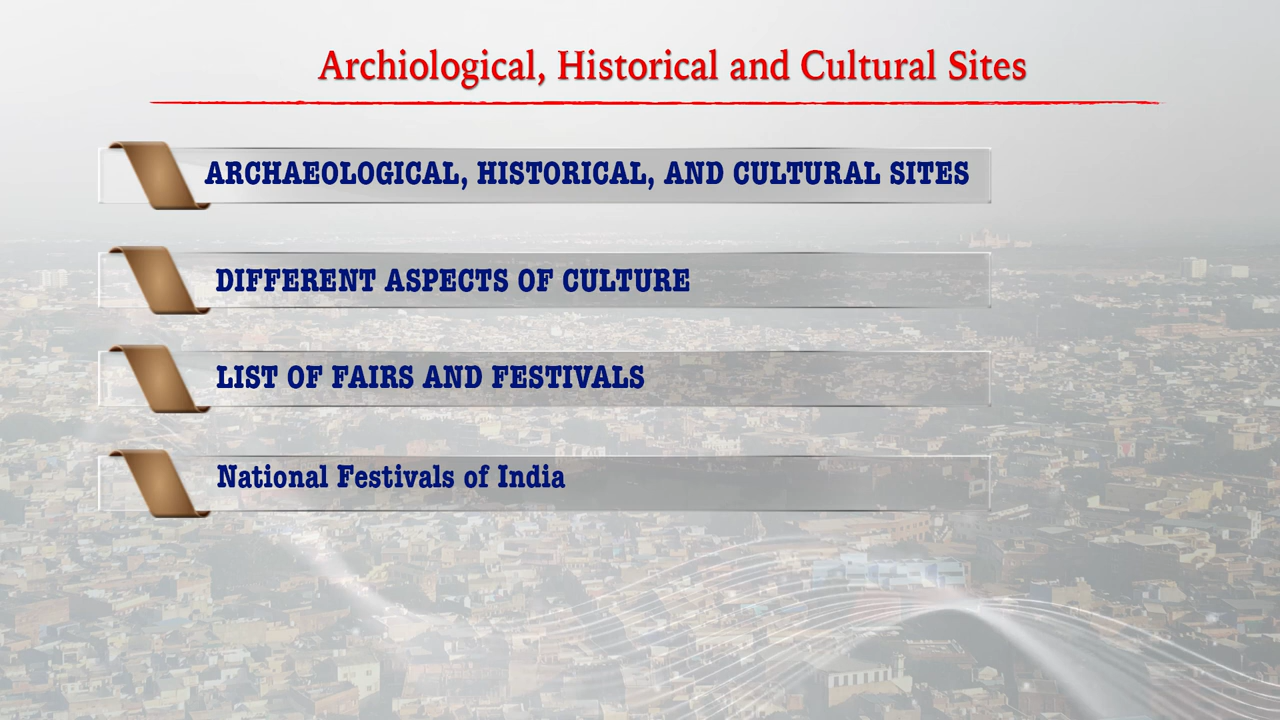 Archiological, Historical and Cultural Sites
ARCHAEOLOGICAL, HISTORICAL, AND CULTURAL SITES
DIFFERENT ASPECTS OF CULTURE
LIST OF FAIRS AND FESTIVALS
National Festivals of India